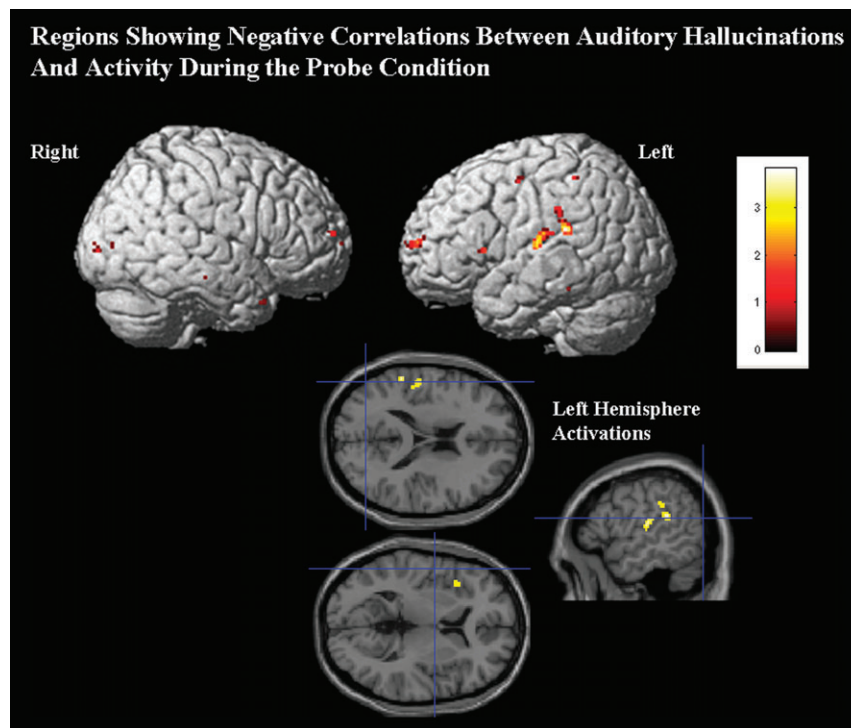 Regions Showing Negative Correlations Between Auditory Hallucinations
And Activity During the Probe Condition
Right
Left
3
2
1
0
Left Hemisphere
Activations